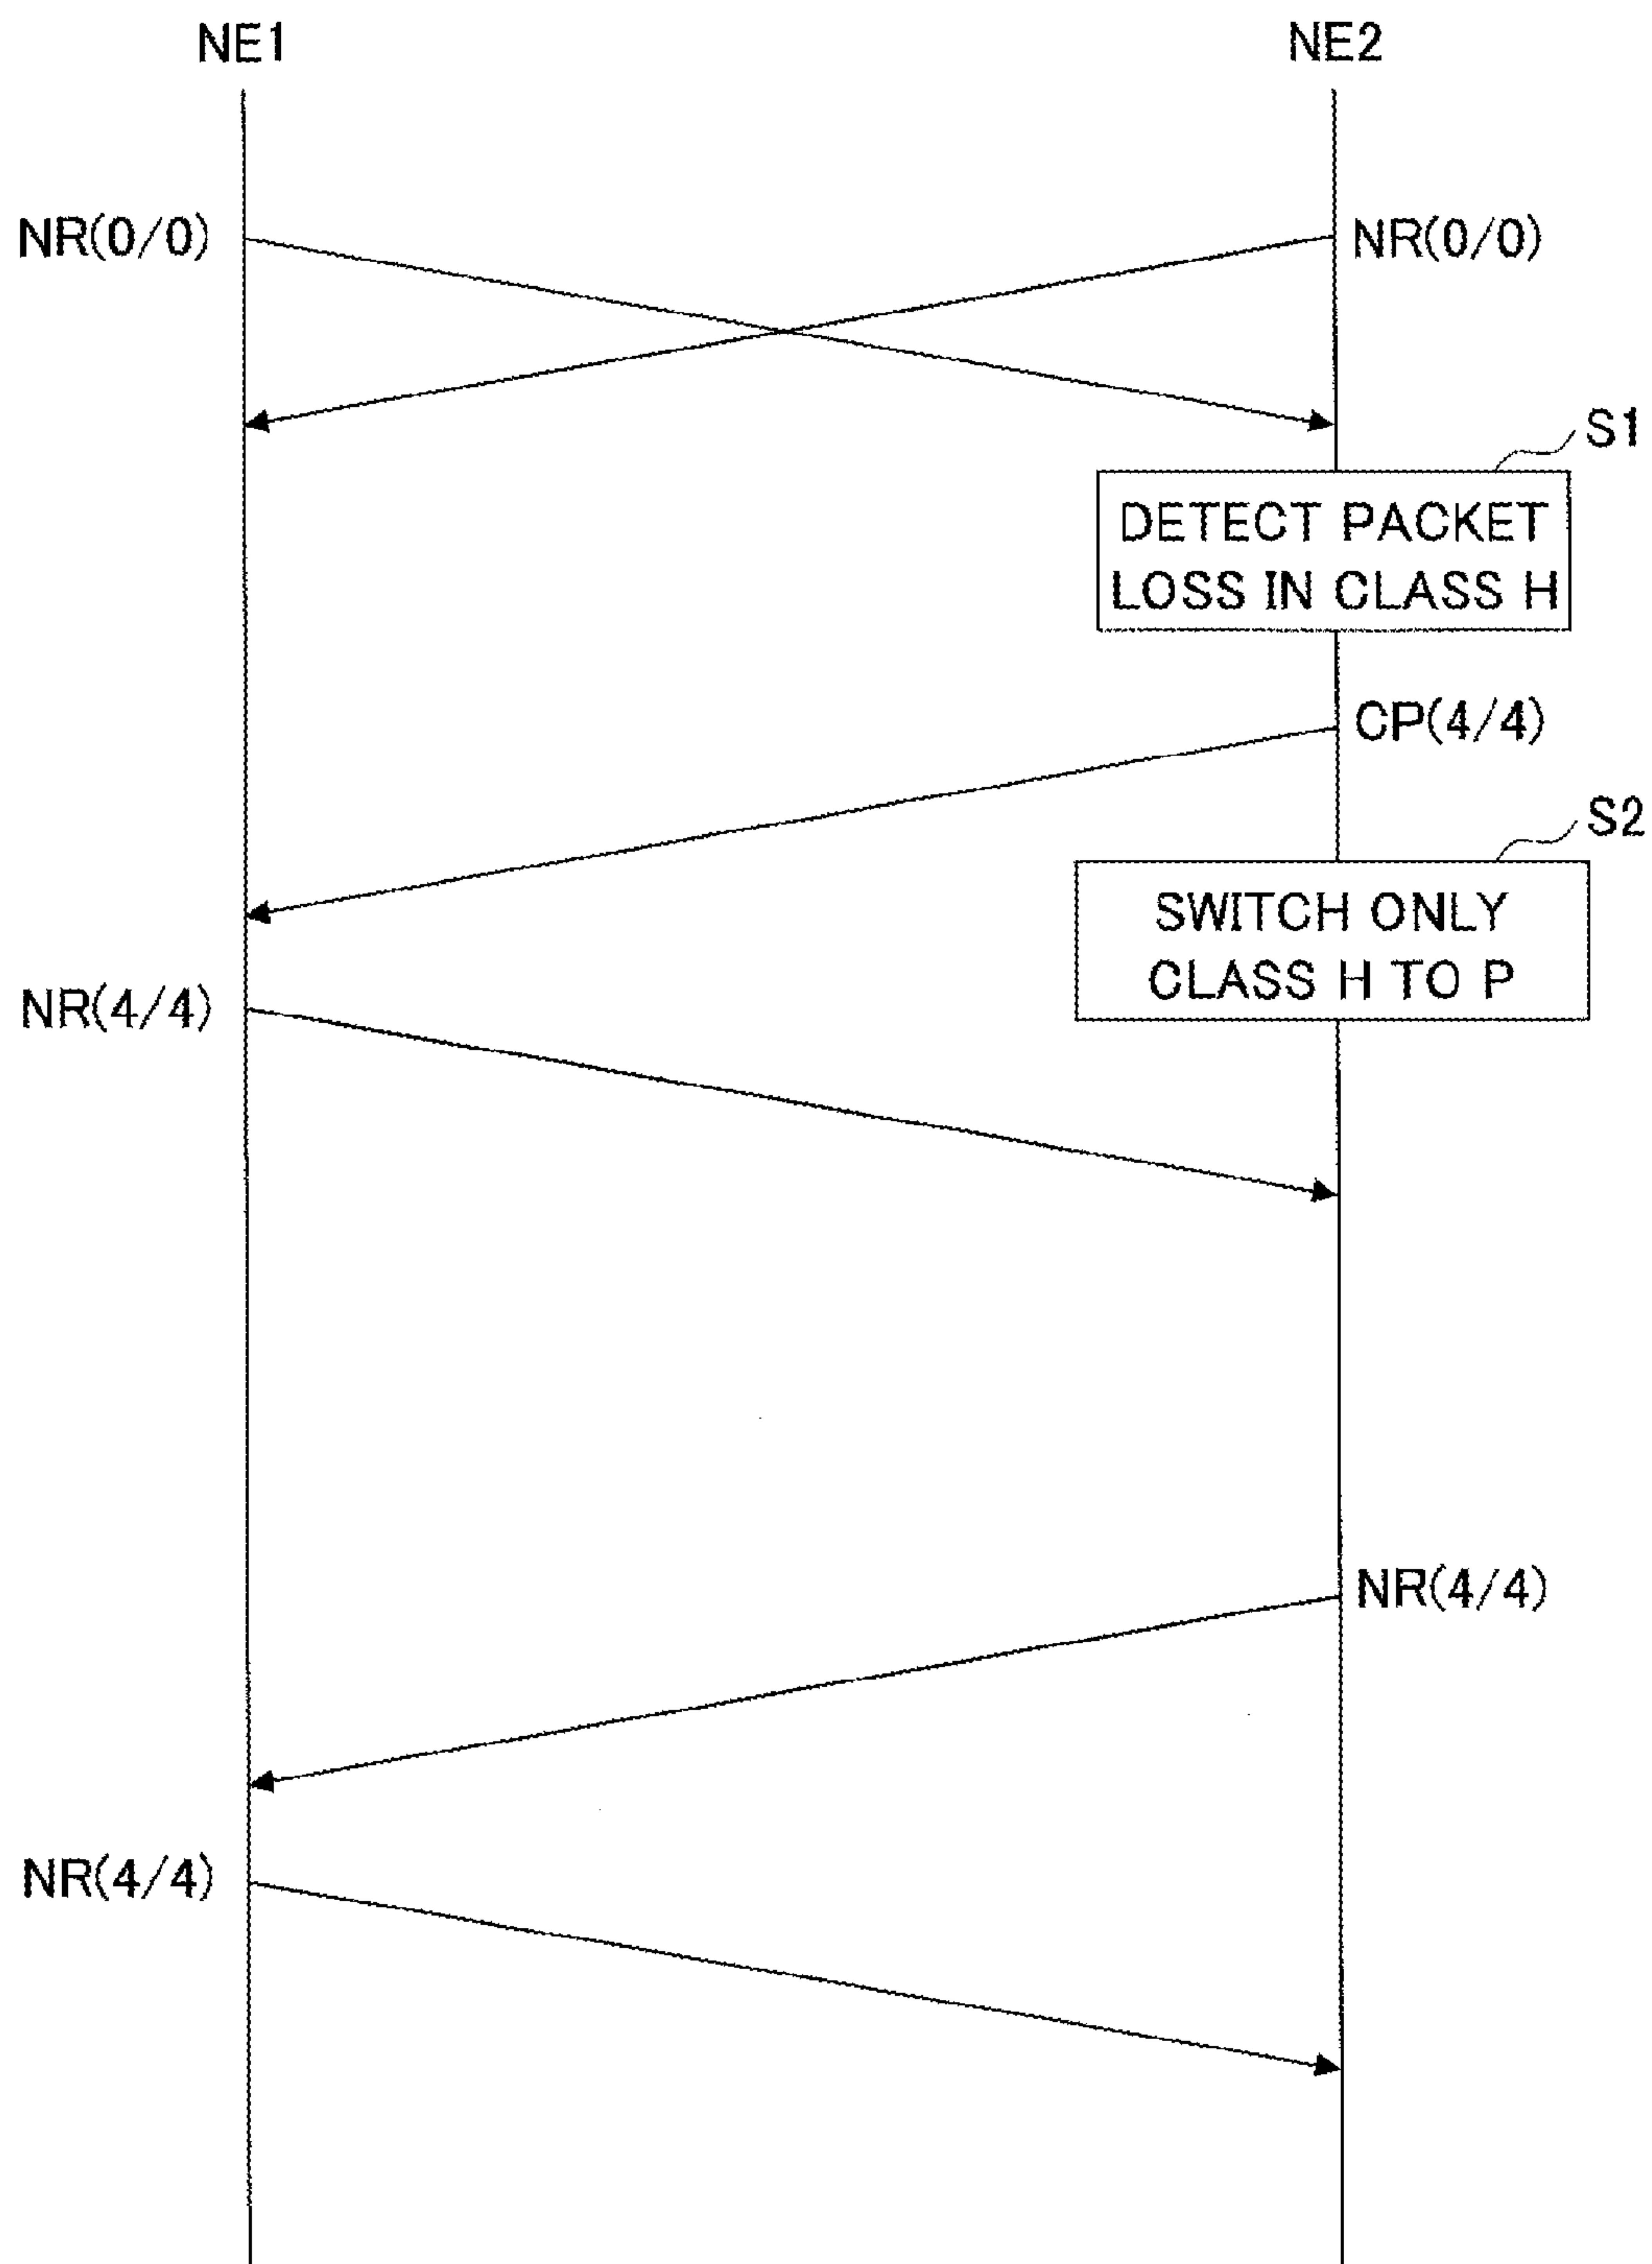 NE1
NE2
NR(0/0)
NR(0/0)
S1
DETECT PACKET
LOSS IN CLASS H
CP(4/4)
S2
SWITCH ONLY
CLASS H TO P
NR(4/4)
NR(4/4)
NR(4/4)